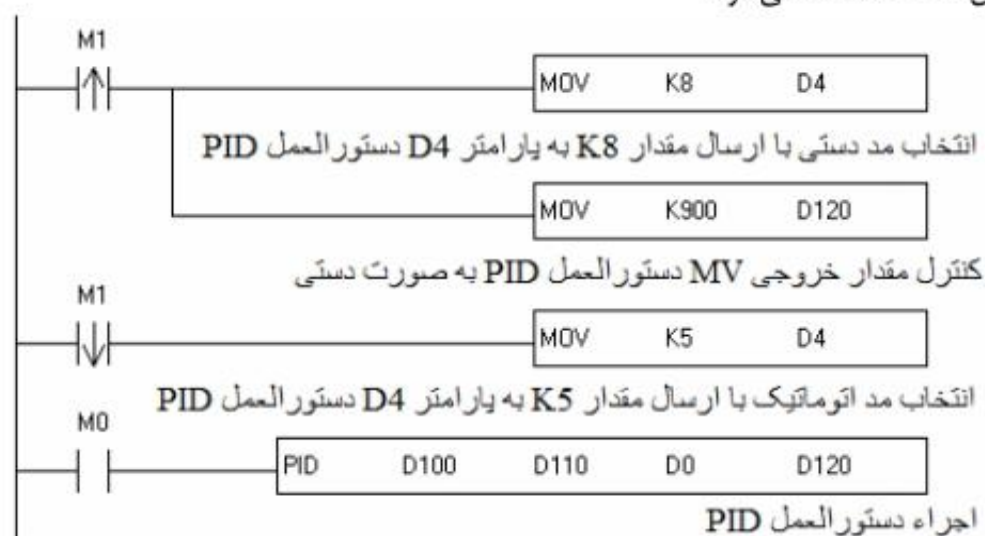 M1
MOV K8 D4
انتخاب مد دستی با ارسال مقدار K8 به پارامتر D4 دستورالعمل PID
MOV K900 D120
کنترل مقدار خروجی MV دستورالعمل PID به صورت دستی
M1
MOV K5 D4
انتخاب مد اتوماتیک با ارسال مقدار K5 به پارامتر D4 دستورالعمل PID
M0
PID D100 D110 D0 D120
اجراء دستورالعمل PID